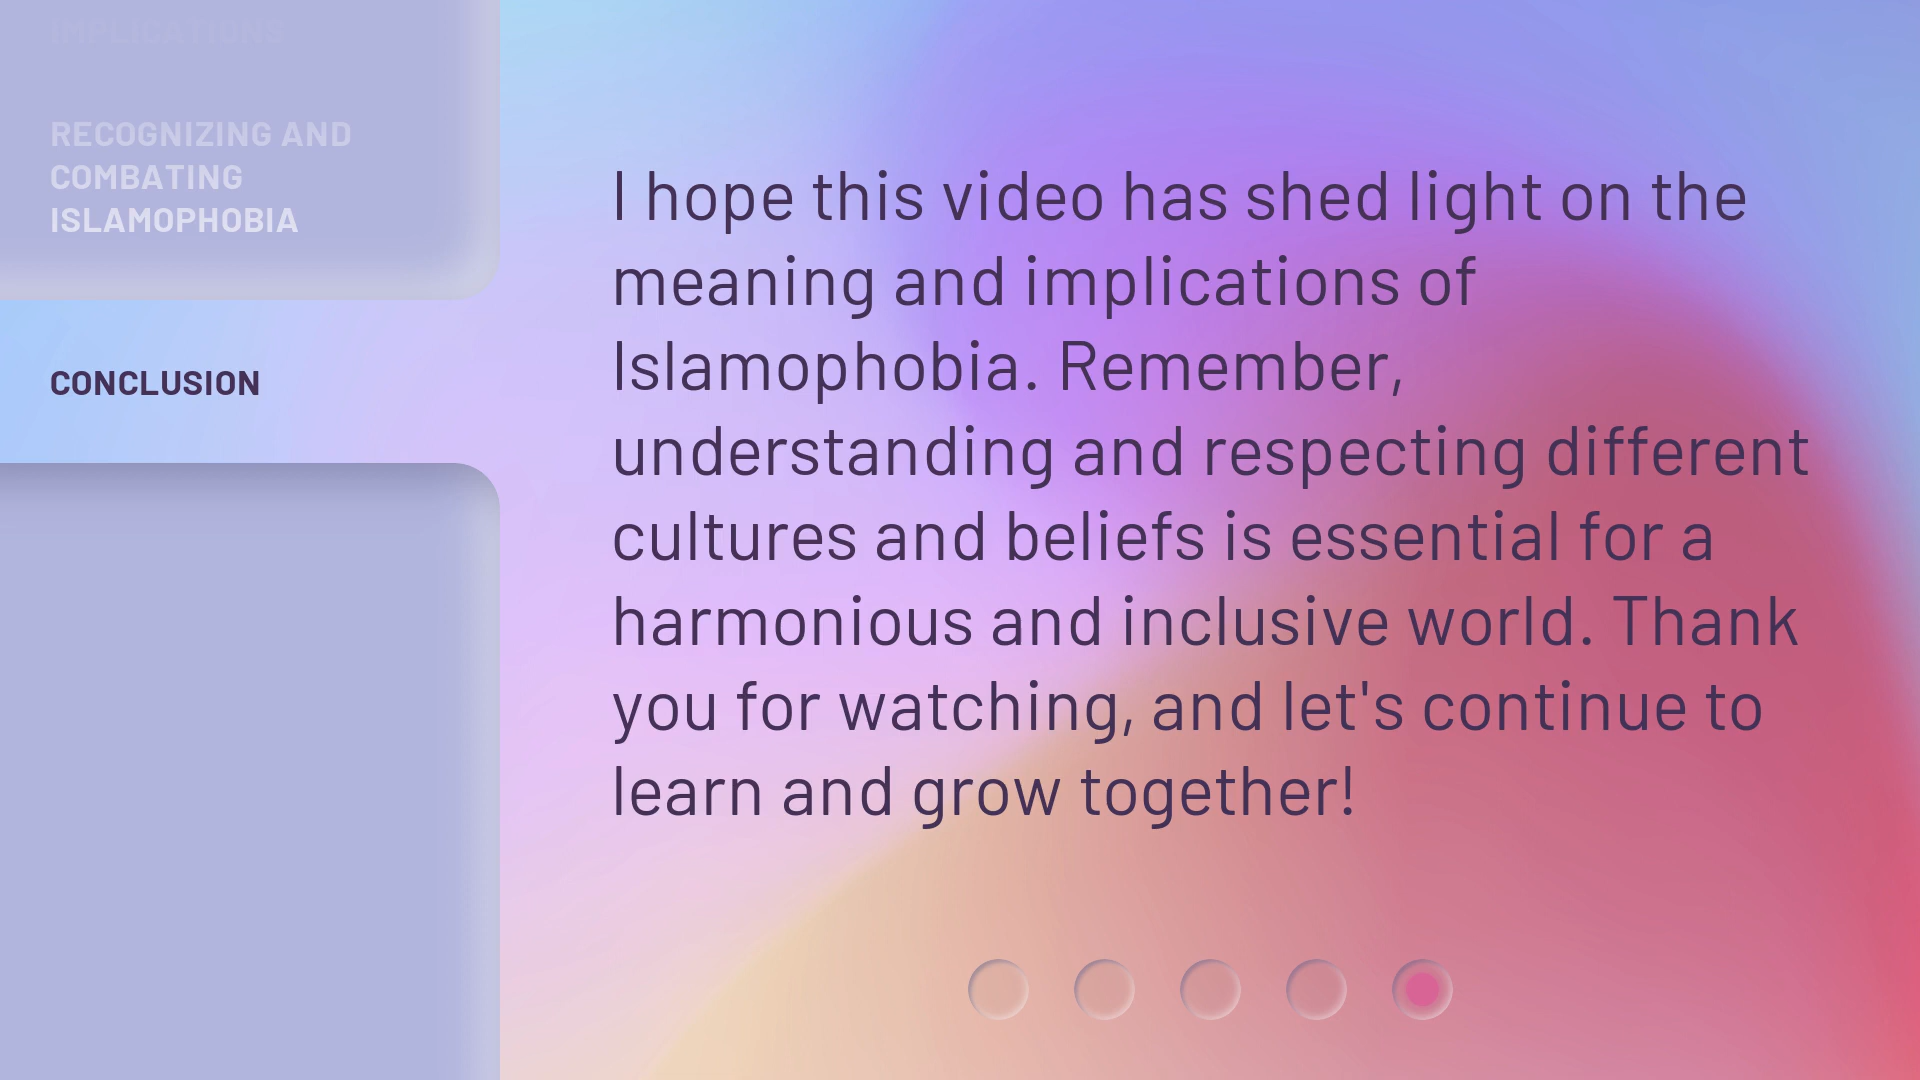 IMPLICATIONS
RECOGNIZING AND
COMBATING
ISLAMOPHOBIA
CONCLUSION
I hope this video has shed light on the
meaning and implications of
Islamophobia. Remember,
understanding and respecting different
cultures and beliefs is essential for a
harmonious and inclusive world. Thank
you for watching, and let's continue to
learn and grow together!